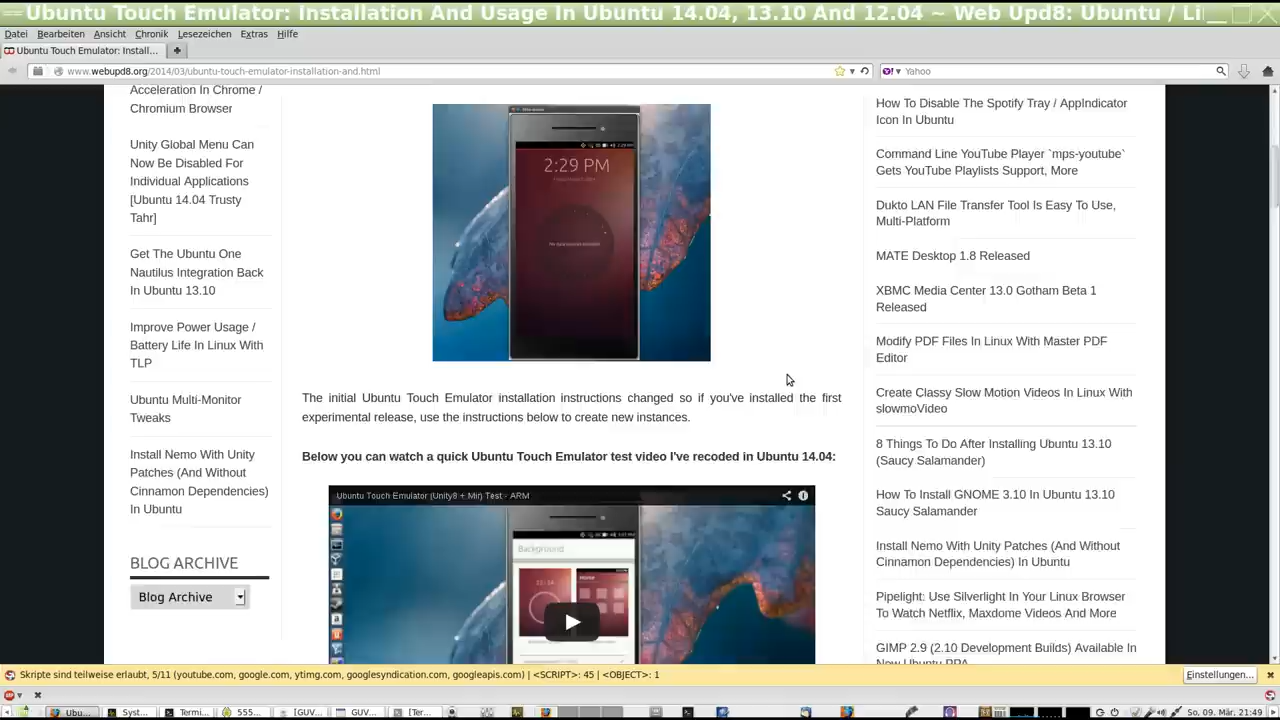 Ubuntu Touch Emulator: Installation And Usage In Ubuntu 14.04, 13.10 And 12.04 ~ Web Upd8: Ubuntu / Li
Datei Bearbeiten Ansicht Chronik Lesezeichen Extras Hilfe
Ubuntu Touch Emulator: Install...
www.webupd8.org/2014/03/ubuntu-touch-emulator-installation-and.html
Yahoo
Acceleration In Chrome /
Chromium Browser
Unity Global Menu Can
Now Be Disabled For
Individual Applications
[Ubuntu 14.04 Trusty
Tahr]
Get The Ubuntu One
Nautilus Integration Back
In Ubuntu 13.10
Improve Power Usage /
Battery Life In Linux With
TLP
Ubuntu Multi-Monitor
Tweaks
Install Nemo With Unity
Patches (And Without
Cinnamon Dependencies)
In Ubuntu
BLOG ARCHIVE
Blog Archive
2:29 PM
The initial Ubuntu Touch Emulator installation instructions changed so if you've installed the first
experimental release, use the instructions below to create new instances.
Below you can watch a quick Ubuntu Touch Emulator test video I've recoded in Ubuntu 14.04:
Ubuntu Touch Emulator (Unity8 + Mir) Test - ARM
Background
How To Disable The Spotify Tray / AppIndicator
Icon In Ubuntu
Command Line YouTube Player `mps-youtube`
Gets YouTube Playlists Support, More
Dukto LAN File Transfer Tool Is Easy To Use,
Multi-Platform
MATE Desktop 1.8 Released
XBMC Media Center 13.0 Gotham Beta 1
Released
Modify PDF Files In Linux With Master PDF
Editor
Create Classy Slow Motion Videos In Linux With
slowmoVideo
8 Things To Do After Installing Ubuntu 13.10
(Saucy Salamander)
How To Install GNOME 3.10 In Ubuntu 13.10
Saucy Salamander
Install Nemo With Unity Patches (And Without
Cinnamon Dependencies) In Ubuntu
Pipelight: Use Silverlight In Your Linux Browser
To Watch Netflix, Maxdome Videos And More
GIMP 2.9 (2.10 Development Builds) Available In
New Ubuntu PPA
Skripte sind teilweise erlaubt, 5/11 (youtube.com, google.com, ytimg.com, googlesyndication.com, googleapis.com) | <SCRIPT>: 45 | <OBJECT>: 1
Einstellungen...
Ubu... Syst... Termi... 555... [GUV... GUV... [Ter... So, 09. Mär, 21:49